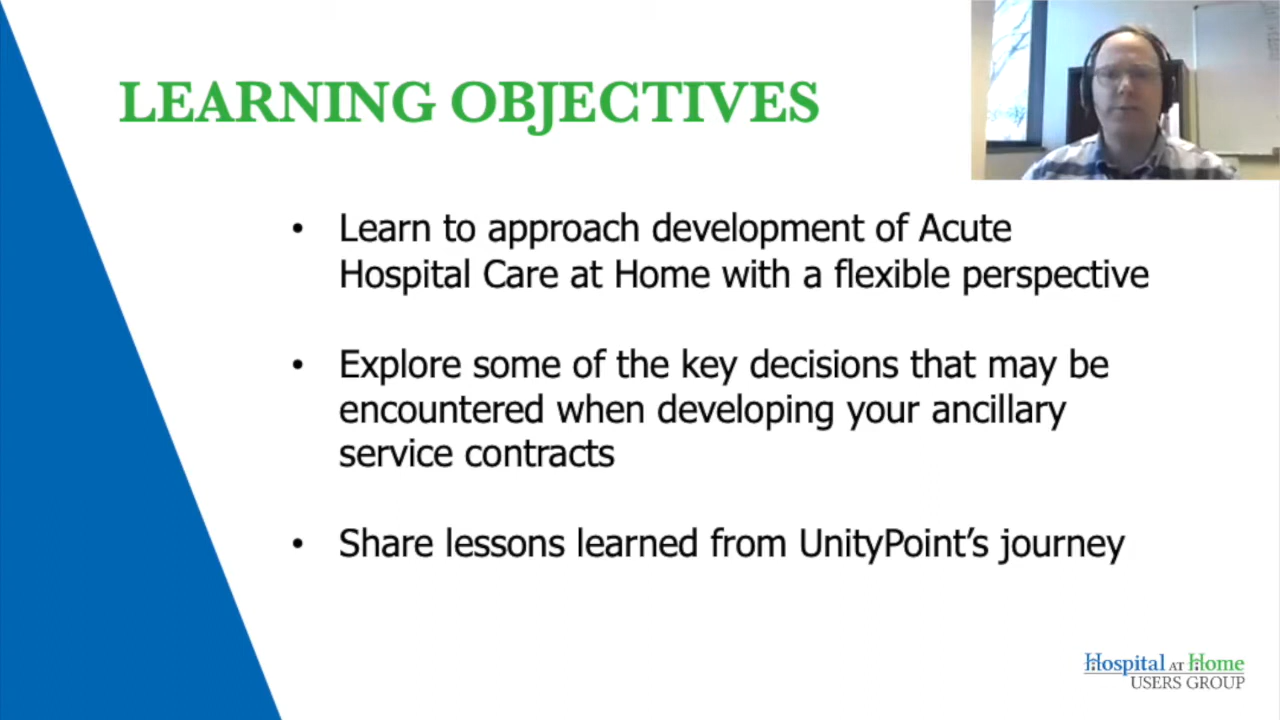 LEARNING OBJECTIVES
• Learn to approach development of Acute
Hospital Care at Home with a flexible perspective
• Explore some of the key decisions that may be
encountered when developing your ancillary
service contracts
• Share lessons learned from UnityPoint’s journey
Hospital AT Home
USERS GROUP